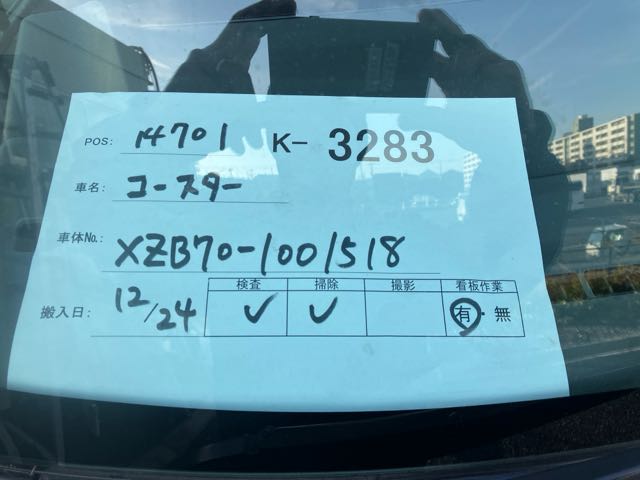 POS: 14701 K-3283
車名: コースター
車体No.: XZB70-1001518
搬入日: 12/24
検査 掃除 撮影 看板作業
✓ ✓ 有・無